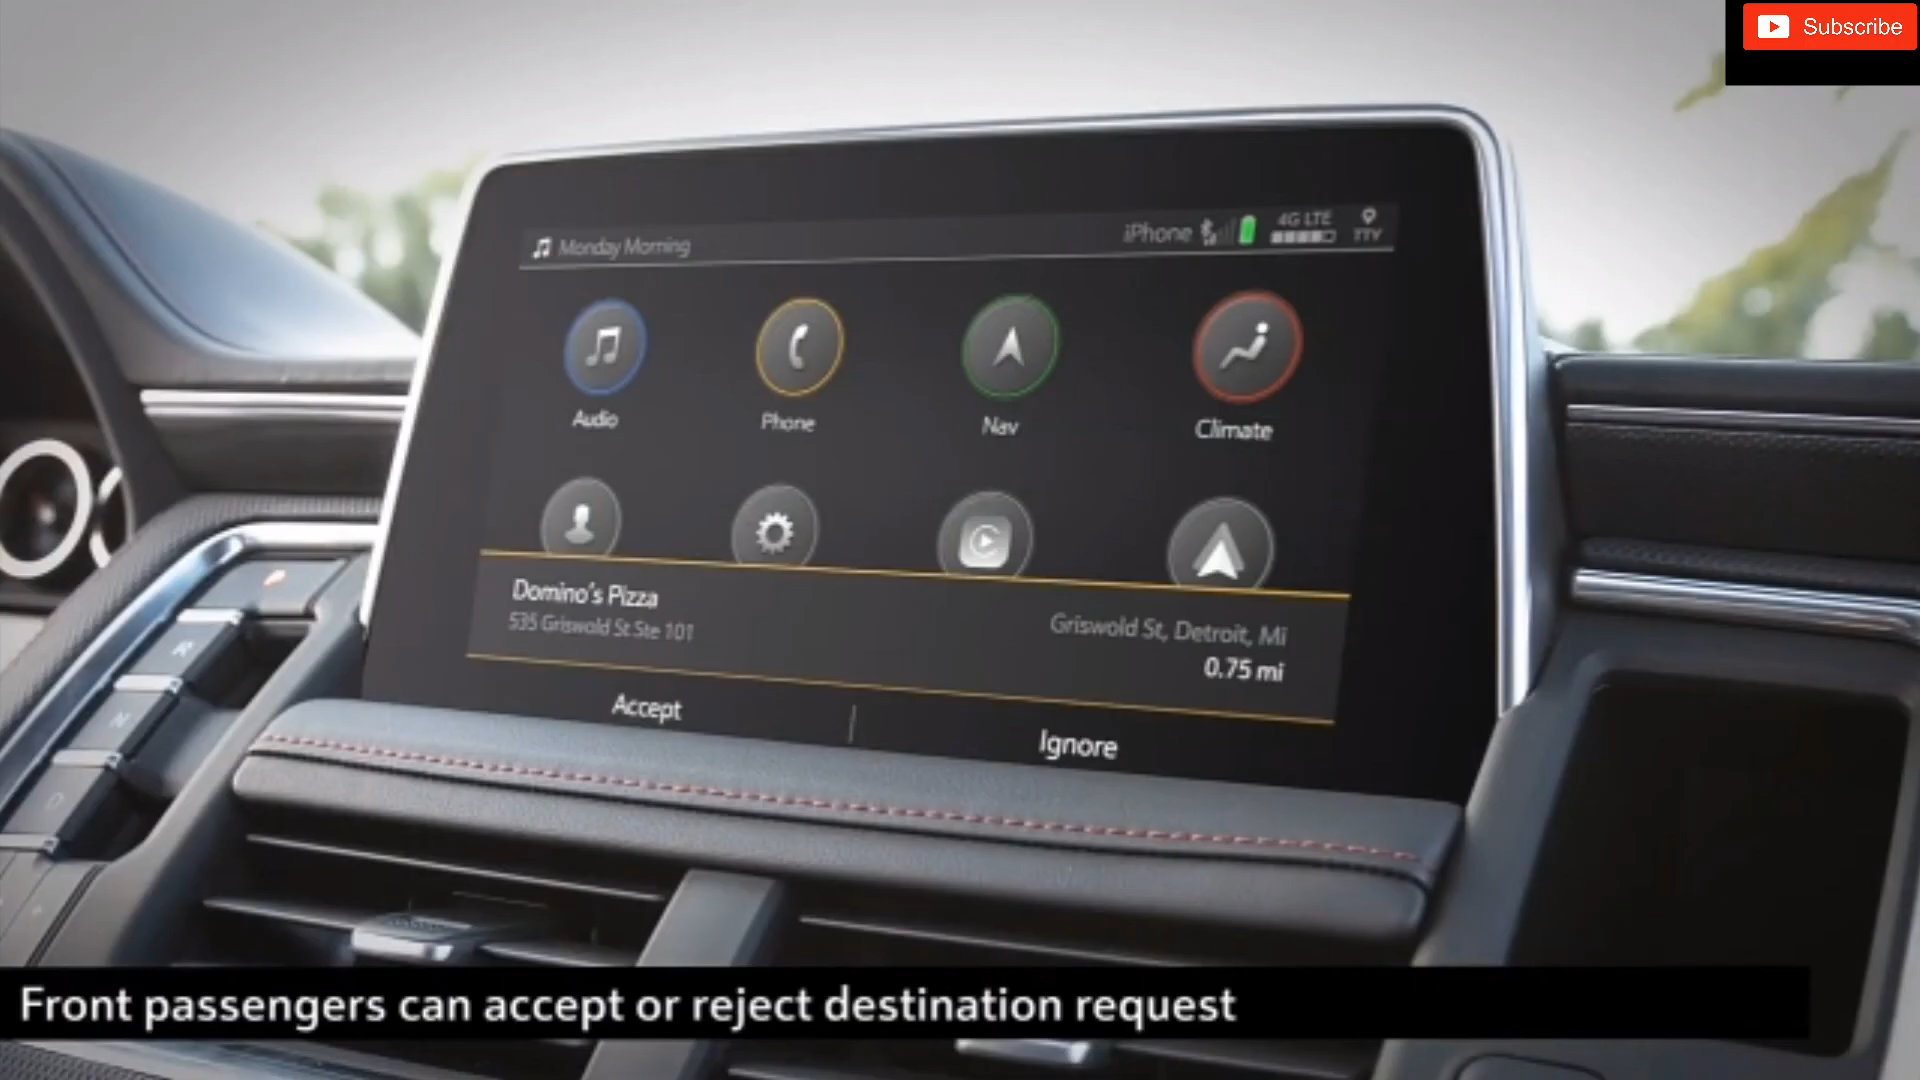 Subscribe
Monday Morning
iPhone
4G LTE
TTY
Audio
Phone
Nav
Climate
Domino's Pizza
535 Griswold St Ste 101
Griswold St, Detroit, Mi
0.75 mi
Accept
Ignore
R
N
D
Front passengers can accept or reject destination request